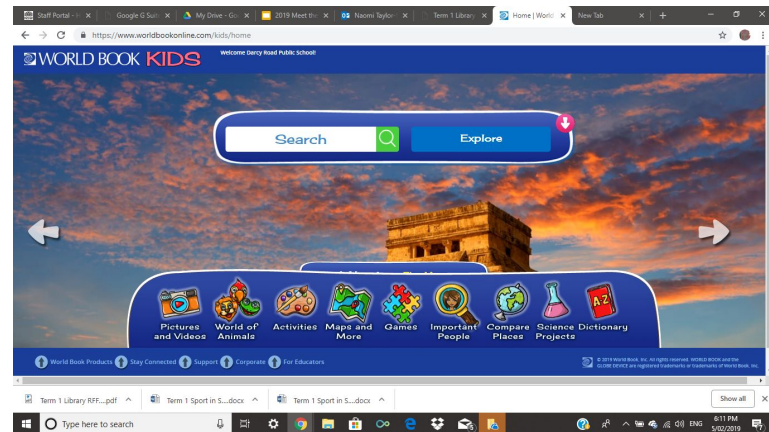 Staff Portal - H
Google G Suit
My Drive - Go
2019 Meet the
Naomi Taylor
Term 1 Library
Home | World
New Tab
https://www.worldbookonline.com/kids/home
WORLD BOOK KIDS
Welcome Darcy Road Public School!
Search
Explore
Pictures and Videos
World of Animals
Activities
Maps and More
Games
Important People
Compare Places
Science Projects
Dictionary
World Book Products
Stay Connected
Support
Corporate
For Educators
© 2019 World Book, Inc. All rights reserved. WORLD BOOK and the
GLOBE DEVICE are registered trademarks or trademarks of World Book, Inc.
Term 1 Library RFF....pdf
Term 1 Sport in S....docx
Term 1 Sport in S....docx
Show all
Type here to search
ENG
6:11 PM
5/02/2019